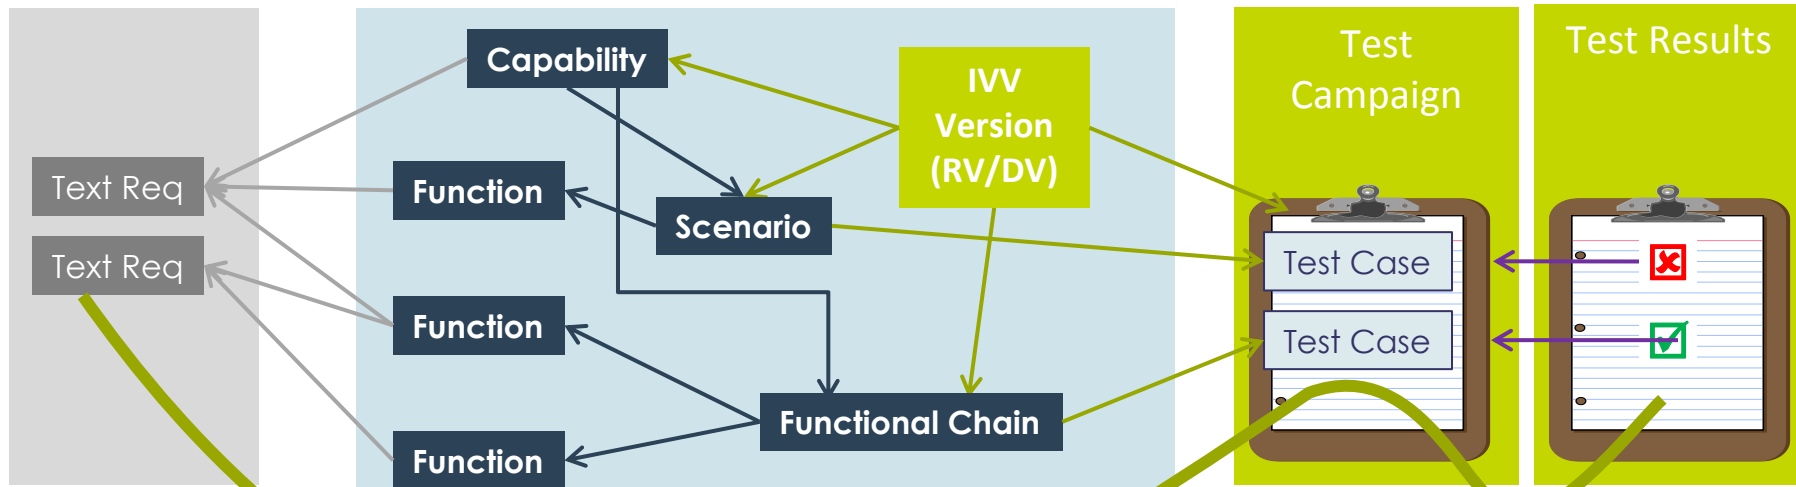 Text Req
Text Req
Capability
Function
Scenario
Function
Functional Chain
Function
IVV
Version
(RV/DV)
Test
Campaign
Test Case
Test Case
Test Results